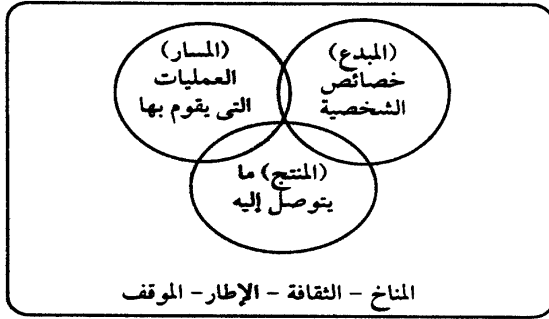 (المبدع)
خصائص
الشخصية
(المسار)
العمليات
التى يقوم بها
(المنتج) ما
يتوصل إليه
المناخ - الثقافة - الإطار - الموقف